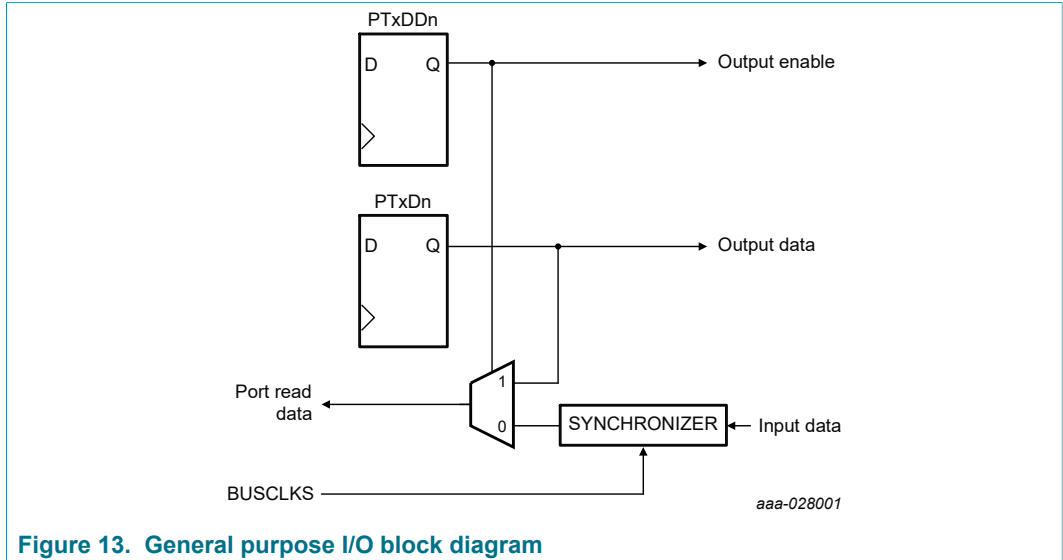 PTxDDn
D Q
Output enable
PTxDn
D Q
Output data
1
Port read
data
0
SYNCHRONIZER
Input data
BUSCLKS
aaa-028001
Figure 13. General purpose I/O block diagram